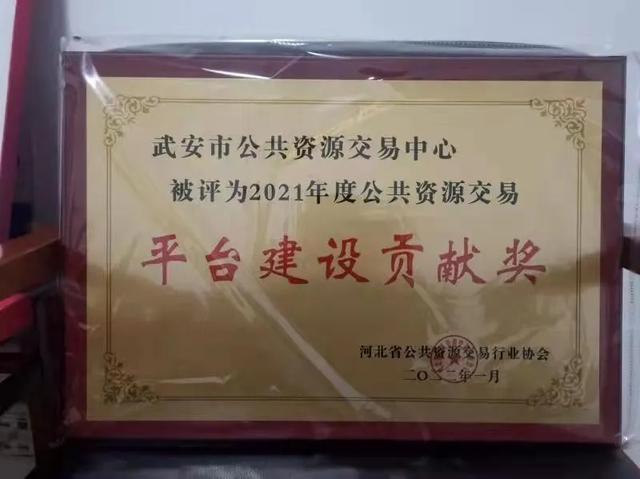 武安市公共资源交易中心
被评为2021年度公共资源交易
平台建设贡献奖
河北省公共资源交易行业协会
二〇二二年一月